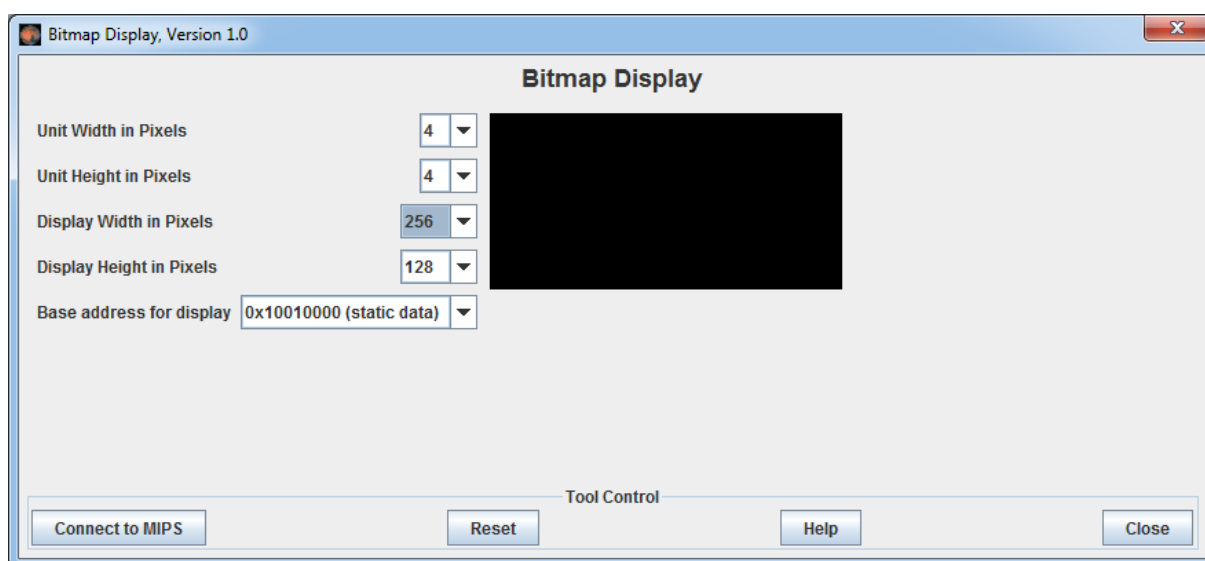 Bitmap Display, Version 1.0
Bitmap Display
Unit Width in Pixels 4
Unit Height in Pixels 4
Display Width in Pixels 256
Display Height in Pixels 128
Base address for display 0x10010000 (static data)
Tool Control
Connect to MIPS Reset Help Close